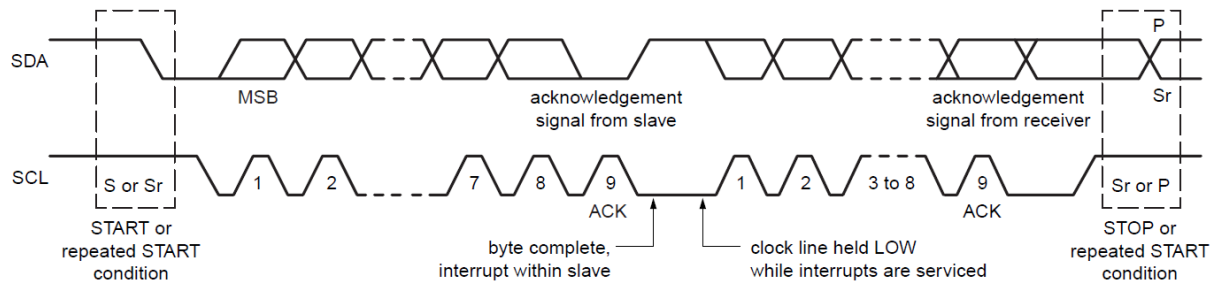 P
SDA
MSB
acknowledgement
signal from slave
acknowledgement
signal from receiver
Sr
SCL
S or Sr
1
2
7
8
9
1
2
3 to 8
9
Sr or P
ACK
ACK
START or
repeated START
condition
byte complete,
interrupt within slave
clock line held LOW
while interrupts are serviced
STOP or
repeated START
condition